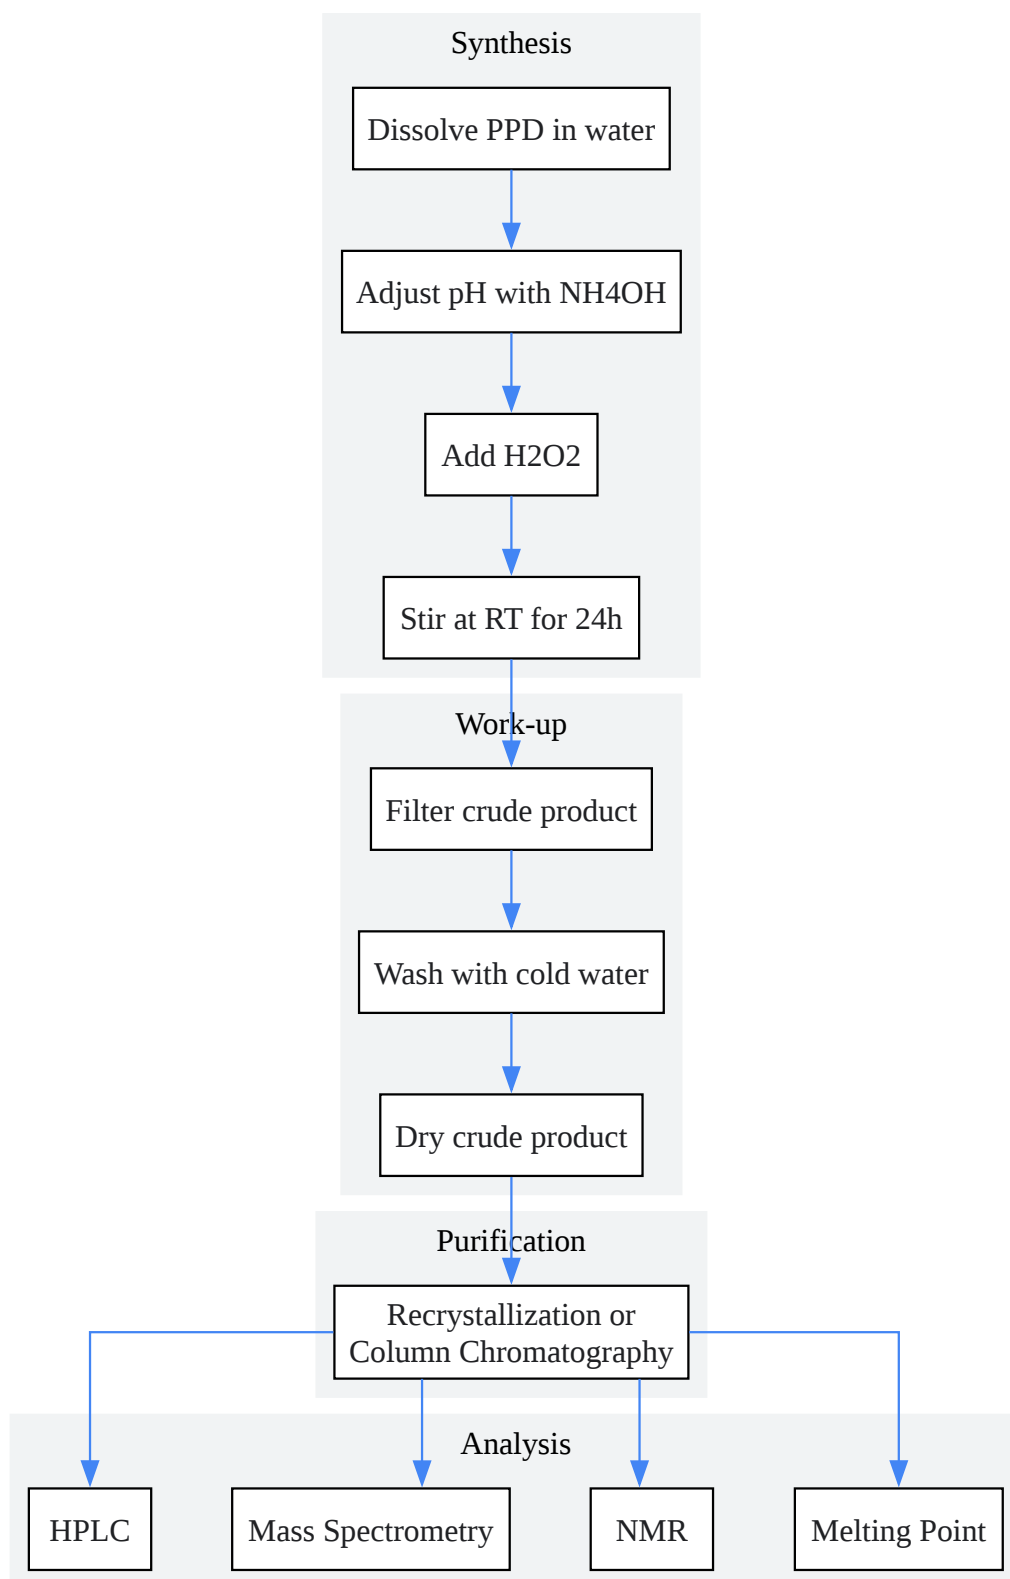 Synthesis
Dissolve PPD in water
Adjust pH with NH4OH
Add H2O2
Stir at RT for 24h
Work-up
Filter crude product
Wash with cold water
Dry crude product
Purification
Recrystallization or
Column Chromatography
Analysis
HPLC
Mass Spectrometry
NMR
Melting Point